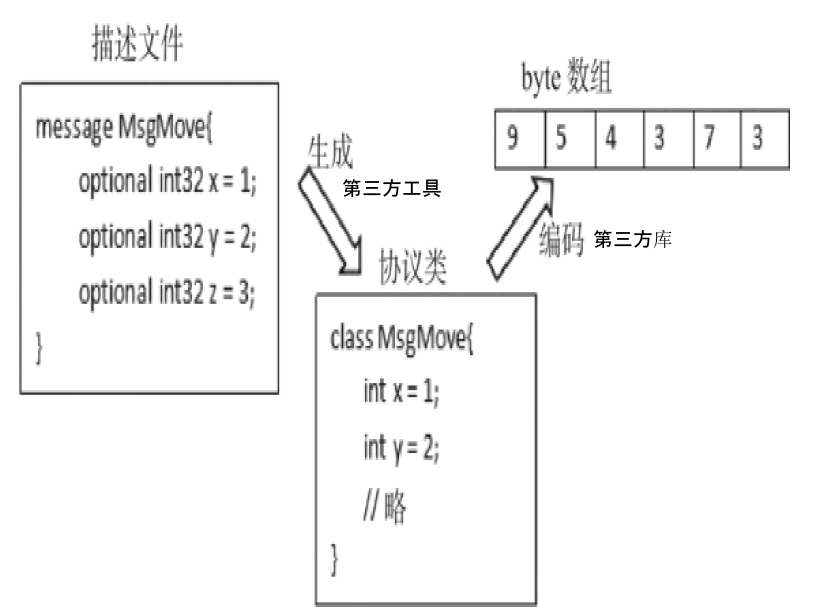 描述文件
message MsgMove{
optional int32 x = 1;
optional int32 y = 2;
optional int32 z = 3;
}
生成
第三方工具
协议类
class MsgMove{
int x = 1;
int y = 2;
// 略
}
编码 第三方库
byte 数组
9 5 4 3 7 3